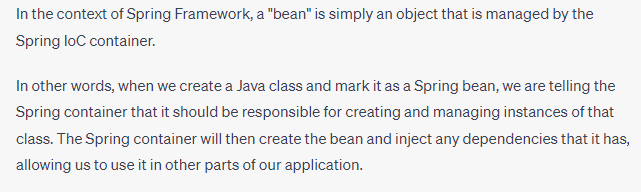 In the context of Spring Framework, a "bean" is simply an object that is managed by the
Spring IoC container.
In other words, when we create a Java class and mark it as a Spring bean, we are telling the
Spring container that it should be responsible for creating and managing instances of that
class. The Spring container will then create the bean and inject any dependencies that it has,
allowing us to use it in other parts of our application.